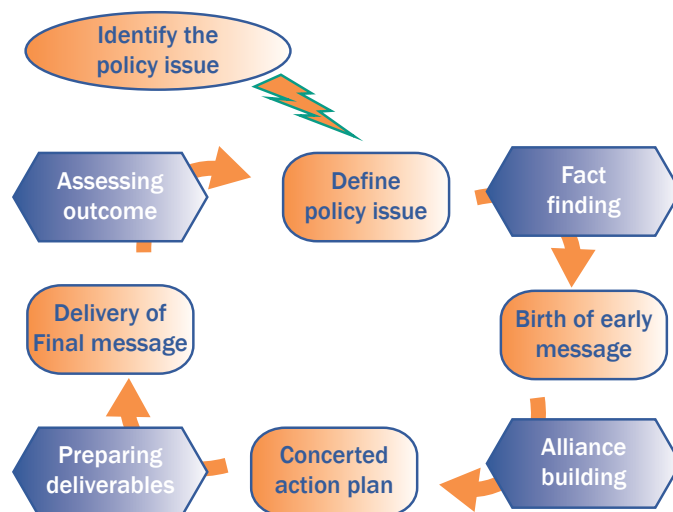 Identify the
policy issue
Define
policy issue
Fact
finding
Birth of early
message
Alliance
building
Concerted
action plan
Preparing
deliverables
Delivery of
Final message
Assessing
outcome